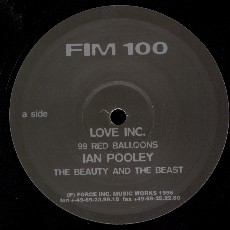 FIM 100
a side
LOVE INC.
99 RED BALLOONS
IAN POOLEY
THE BEAUTY AND THE BEAST
(P) FORCE INC. MUSIC WORKS 1996